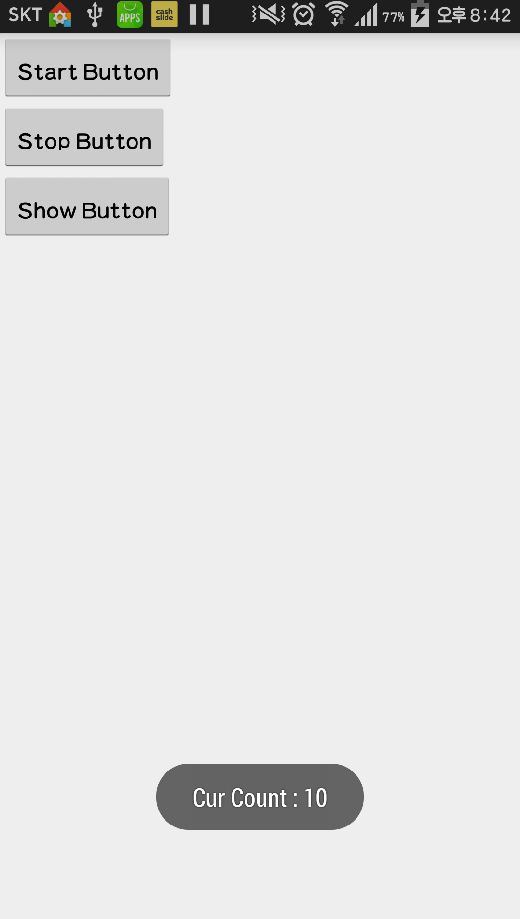 SKT APPS cash slide 77% 오후 8:42
Start Button
Stop Button
Show Button
Cur Count : 10